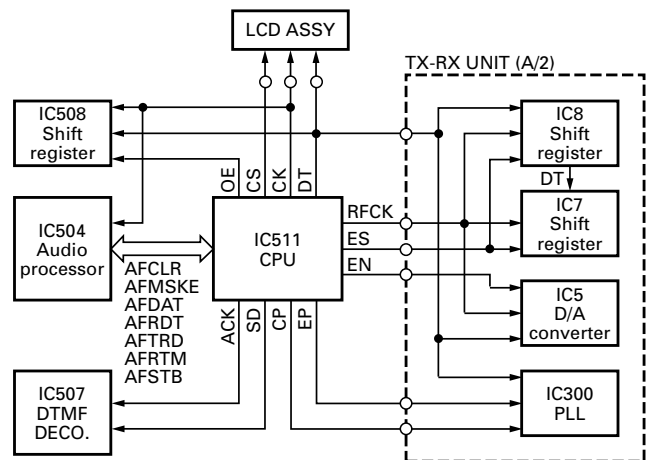 LCD ASSY
TX-RX UNIT (A/2)
IC508
Shift
register
OE
CS
CK
DT
IC8
Shift
register
DT
IC7
Shift
register
IC504
Audio
processor
AFCLR
AFMSKE
AFDAT
AFRDT
AFTRD
AFRTM
AFSTB
IC511
CPU
RFCK
ES
EN
ACK
SD
CP
EP
IC5
D/A
converter
IC507
DTMF
DECO.
IC300
PLL